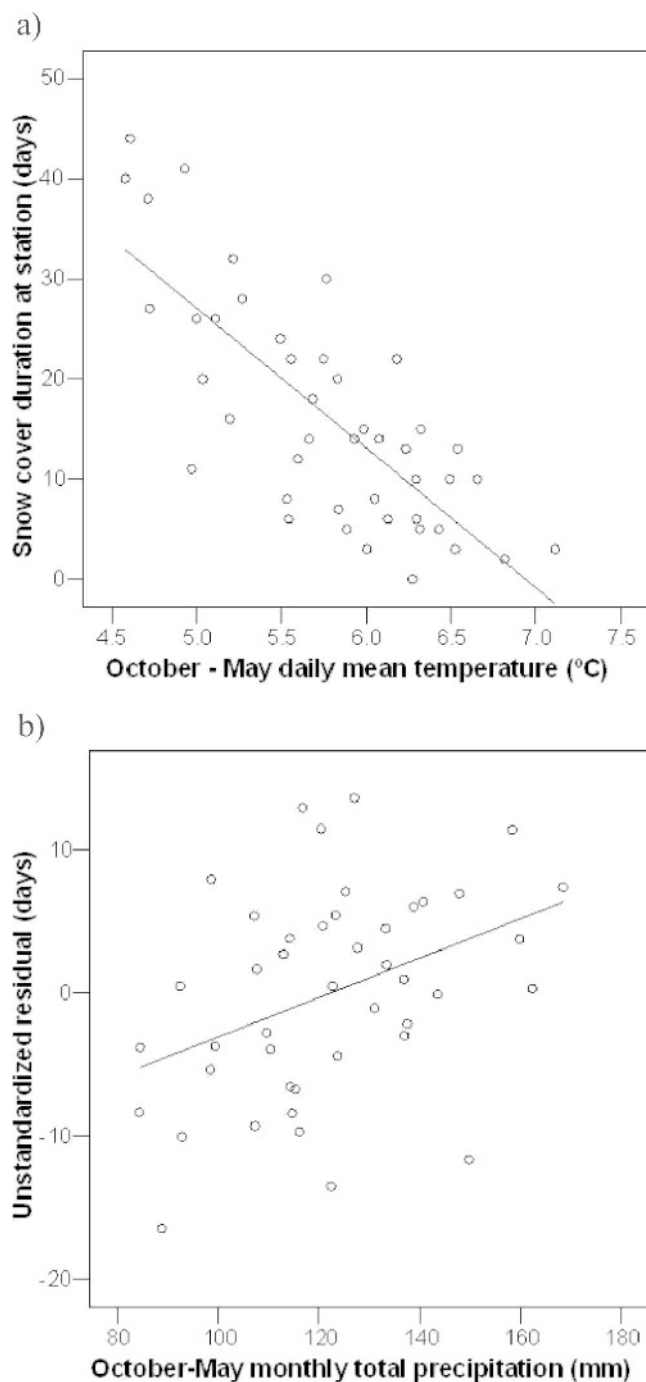 a)
Snow cover duration at station (days)
50
40
30
20
10
0
4.5 5.0 5.5 6.0 6.5 7.0 7.5
October - May daily mean temperature (ºC)
b)
Unstandardized residual (days)
10
0
-10
-20
80 100 120 140 160 180
October-May monthly total precipitation (mm)